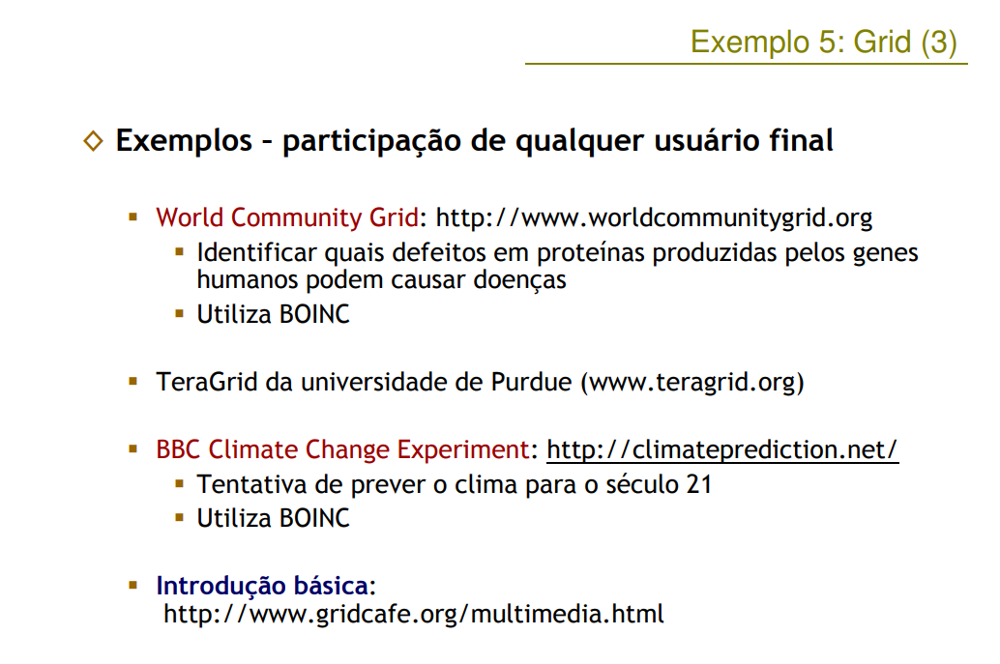 Exemplo 5: Grid (3)
Exemplos – participação de qualquer usuário final
World Community Grid: http://www.worldcommunitygrid.org
Identificar quais defeitos em proteínas produzidas pelos genes
humanos podem causar doenças
Utiliza BOINC
TeraGrid da universidade de Purdue (www.teragrid.org)
BBC Climate Change Experiment: http://climateprediction.net/
Tentativa de prever o clima para o século 21
Utiliza BOINC
Introdução básica:
http://www.gridcafe.org/multimedia.html